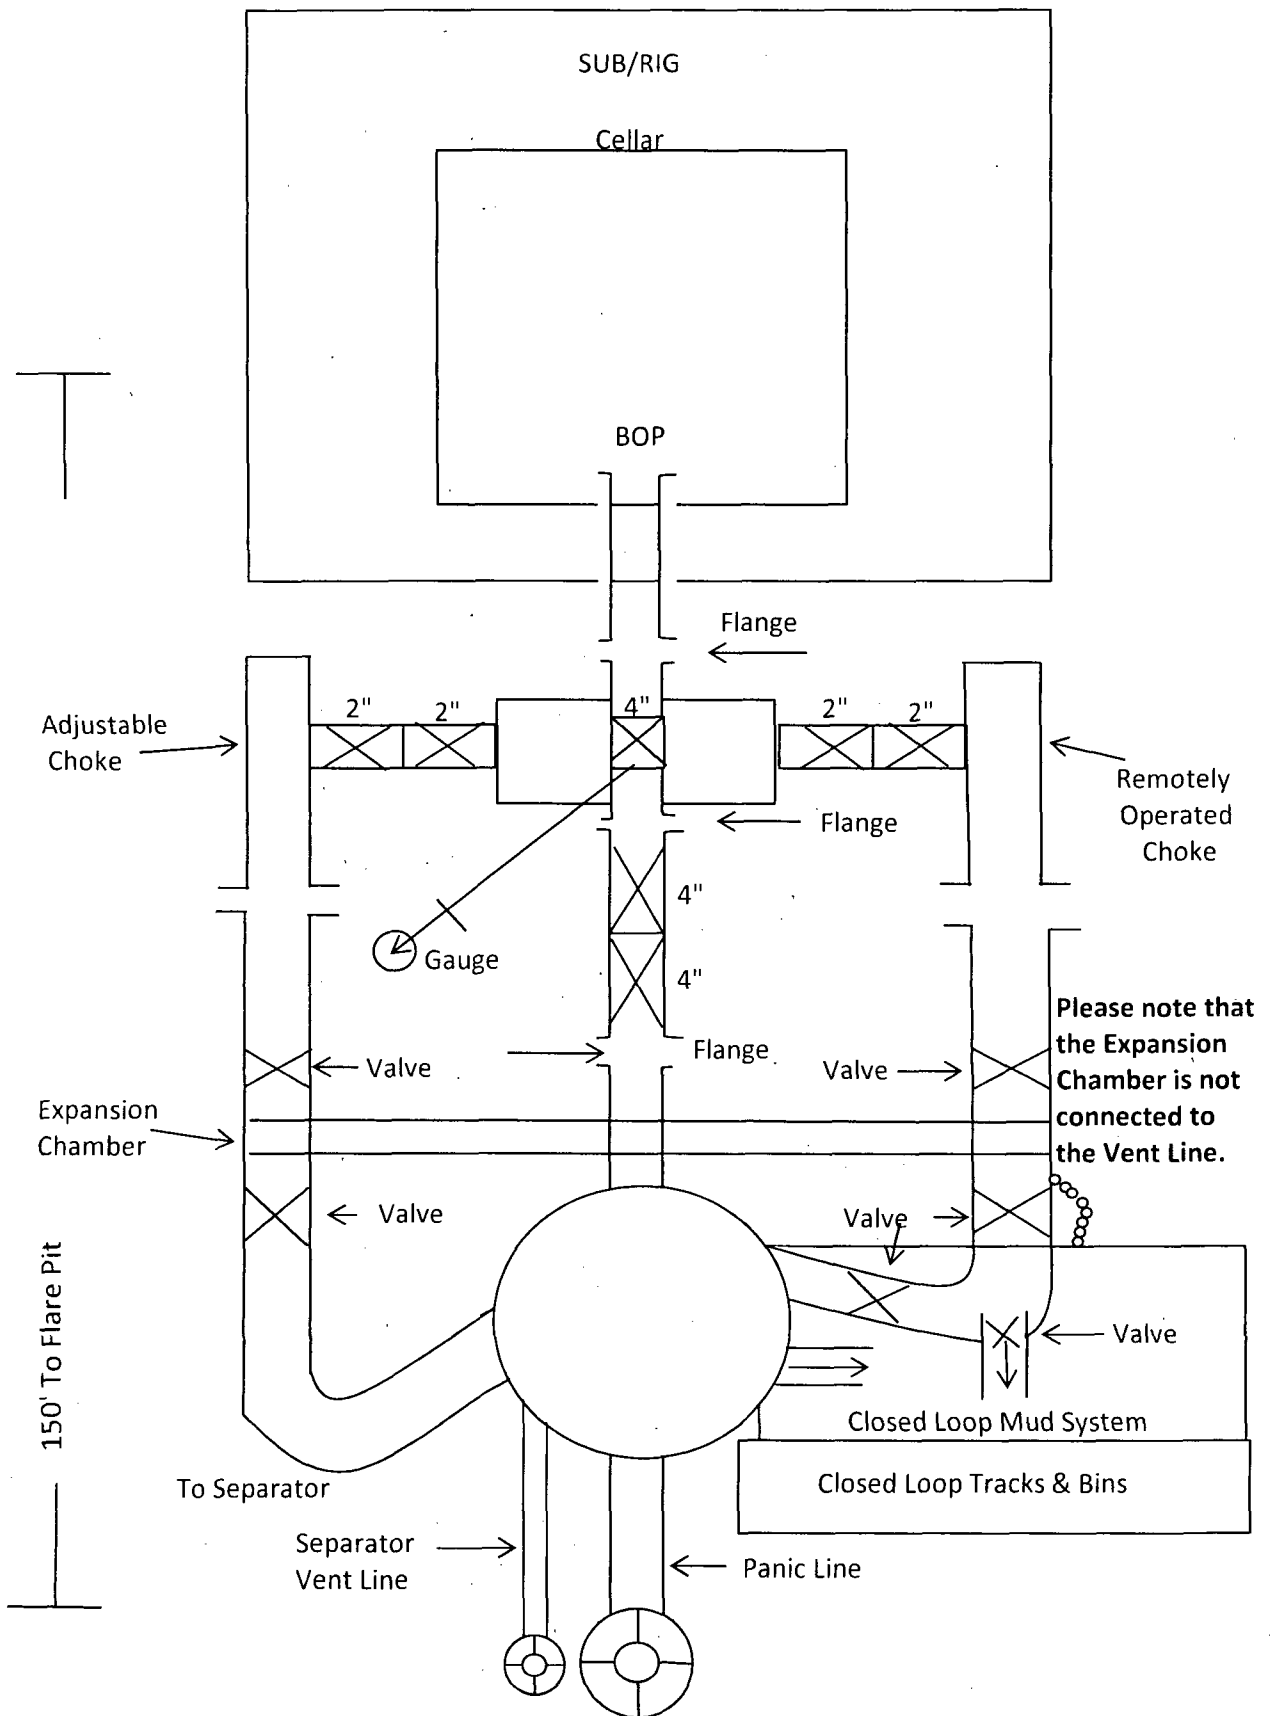 SUB/RIG
Cellar
BOP
Flange
2"
2"
4"
2"
2"
Adjustable
Choke
Remotely
Operated
Choke
Flange
4"
Gauge
4"
Please note that
the Expansion
Chamber is not
connected to
the Vent Line.
Flange
Valve
Valve
Expansion
Chamber
Valve
Valve
150' To Flare Pit
Valve
Closed Loop Mud System
To Separator
Closed Loop Tracks & Bins
Separator
Vent Line
Panic Line